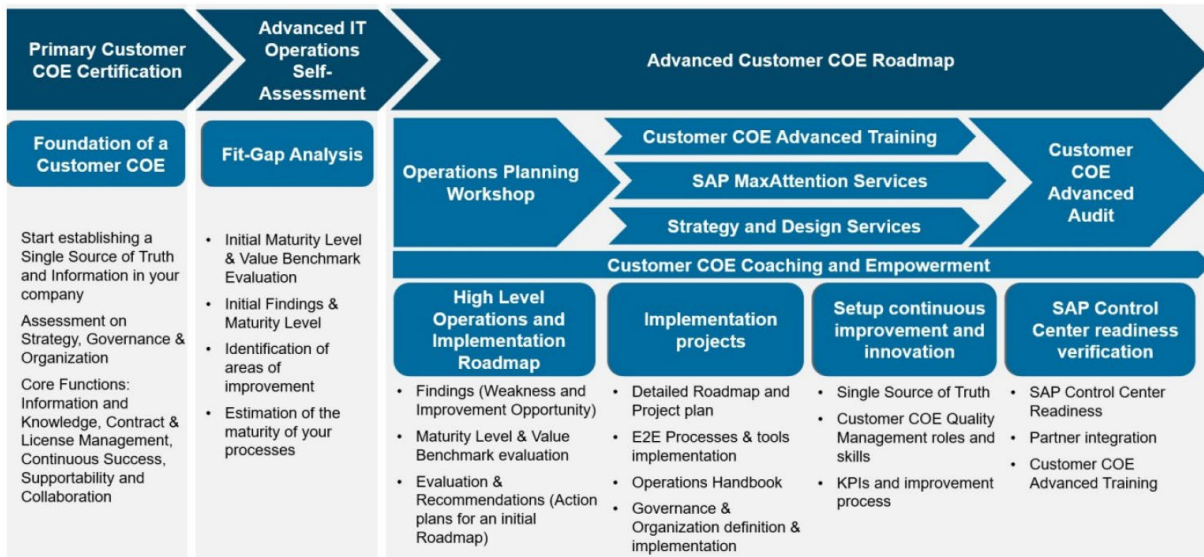 Primary Customer
COE Certification
Advanced IT
Operations
Self-
Assessment
Advanced Customer COE Roadmap
Foundation of a
Customer COE
Start establishing a
Single Source of Truth
and Information in your
company
Assessment on
Strategy, Governance &
Organization
Core Functions:
Information and
Knowledge, Contract &
License Management,
Continuous Success,
Supportability and
Collaboration
Fit-Gap Analysis
• Initial Maturity Level
& Value Benchmark
Evaluation
• Initial Findings &
Maturity Level
• Identification of
areas of
improvement
• Estimation of the
maturity of your
processes
Operations Planning
Workshop
Customer COE Advanced Training
SAP MaxAttention Services
Strategy and Design Services
Customer
COE
Advanced
Audit
Customer COE Coaching and Empowerment
High Level
Operations and
Implementation
Roadmap
• Findings (Weakness and
Improvement Opportunity)
• Maturity Level & Value
Benchmark evaluation
• Evaluation &
Recommendations (Action
plans for an initial
Roadmap)
Implementation
projects
• Detailed Roadmap and
Project plan
• E2E Processes & tools
implementation
• Operations Handbook
• Governance &
Organization definition &
implementation
Setup continuous
improvement and
innovation
• Single Source of Truth
• Customer COE Quality
Management roles and
skills
• KPIs and improvement
process
SAP Control
Center readiness
verification
• SAP Control Center
Readiness
• Partner integration
• Customer COE
Advanced Training